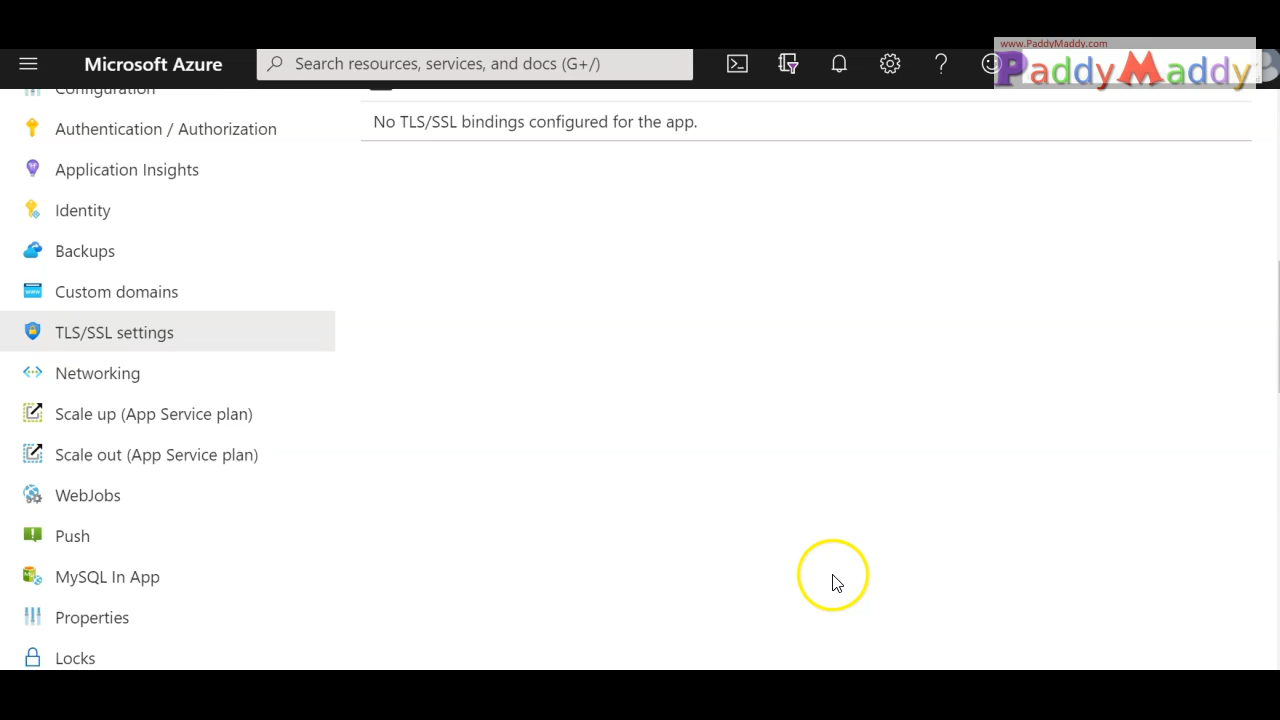 www.PaddyMaddy.com
PaddyMaddy
Microsoft Azure
Search resources, services, and docs (G+/)
Configuration
Authentication / Authorization
Application Insights
Identity
Backups
Custom domains
TLS/SSL settings
Networking
Scale up (App Service plan)
Scale out (App Service plan)
WebJobs
Push
MySQL In App
Properties
Locks
No TLS/SSL bindings configured for the app.